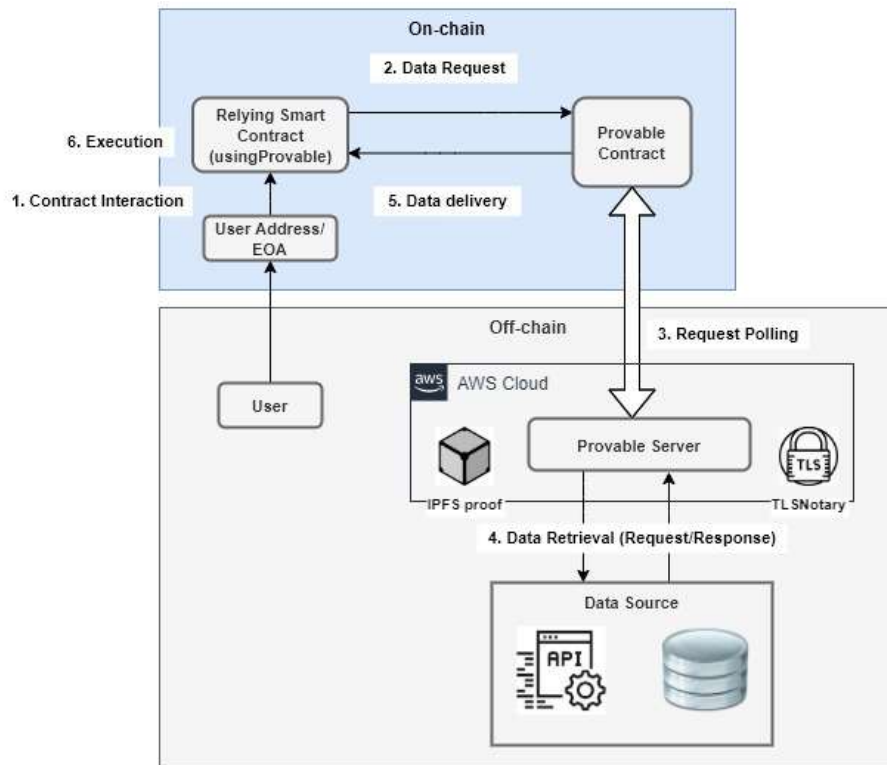 On-chain
2. Data Request
Relying Smart
Contract
(usingProvable)
Provable
Contract
6. Execution
1. Contract Interaction
5. Data delivery
User Address/
EOA
Off-chain
3. Request Polling
aws
AWS Cloud
User
Provable Server
TLS
IPFS proof
TLSNotary
4. Data Retrieval (Request/Response)
Data Source
API